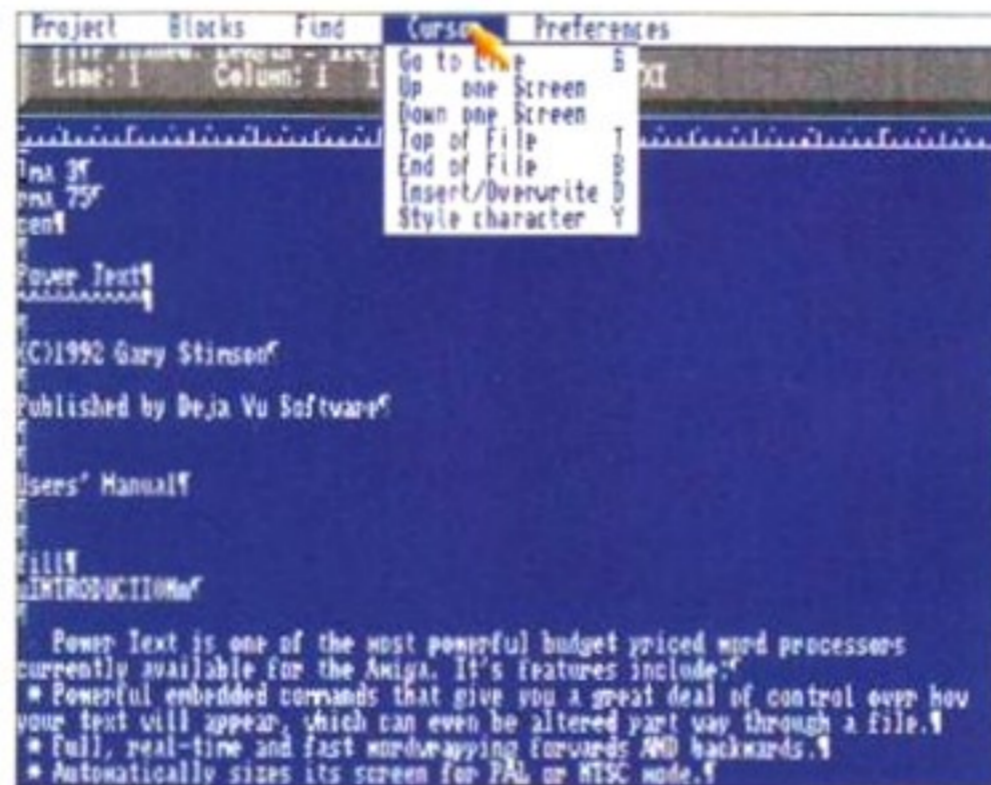 Project Blocks Find Cursor Preferences
File loaded. Length =
Line: 1 Column: 1 I
Go to Line G
Up one Screen
Down one Screen
Top of File T
End of File B
Insert/Overwrite O
Style character Y
lma 3¶
rma 75¶
cen¶
¶
Power Text¶
^^^^^^^^^^¶
¶
(C)1992 Gary Stimson¶
¶
Published by Deja Vu Software¶
¶
¶
Users' Manual¶
¶
¶
fill¶
uINTRODUCTIONn¶
¶
Power Text is one of the most powerful budget priced word processors
currently available for the Amiga. It's features include:¶
* Powerful embedded commands that give you a great deal of control over how
your text will appear, which can even be altered part way through a file.¶
* Full, real-time and fast wordwrapping forwards AND backwards.¶
* Automatically sizes its screen for PAL or NTSC mode.¶